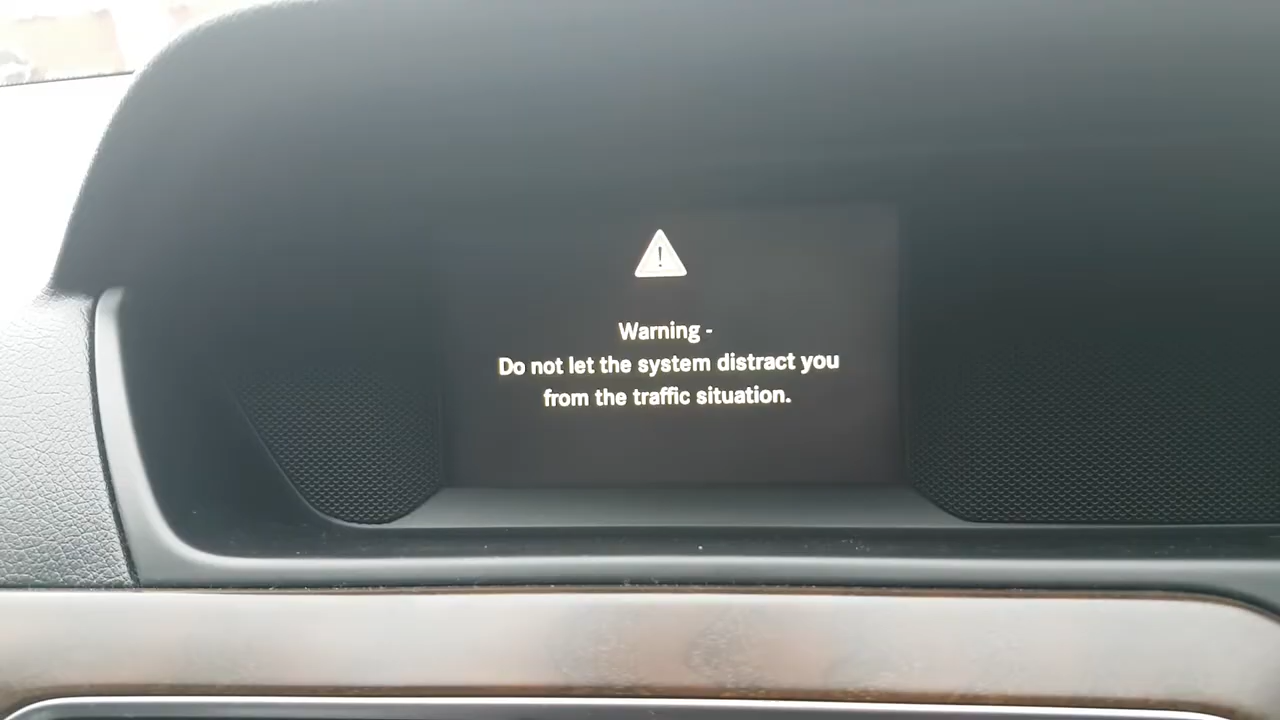 Warning -
Do not let the system distract you
from the traffic situation.